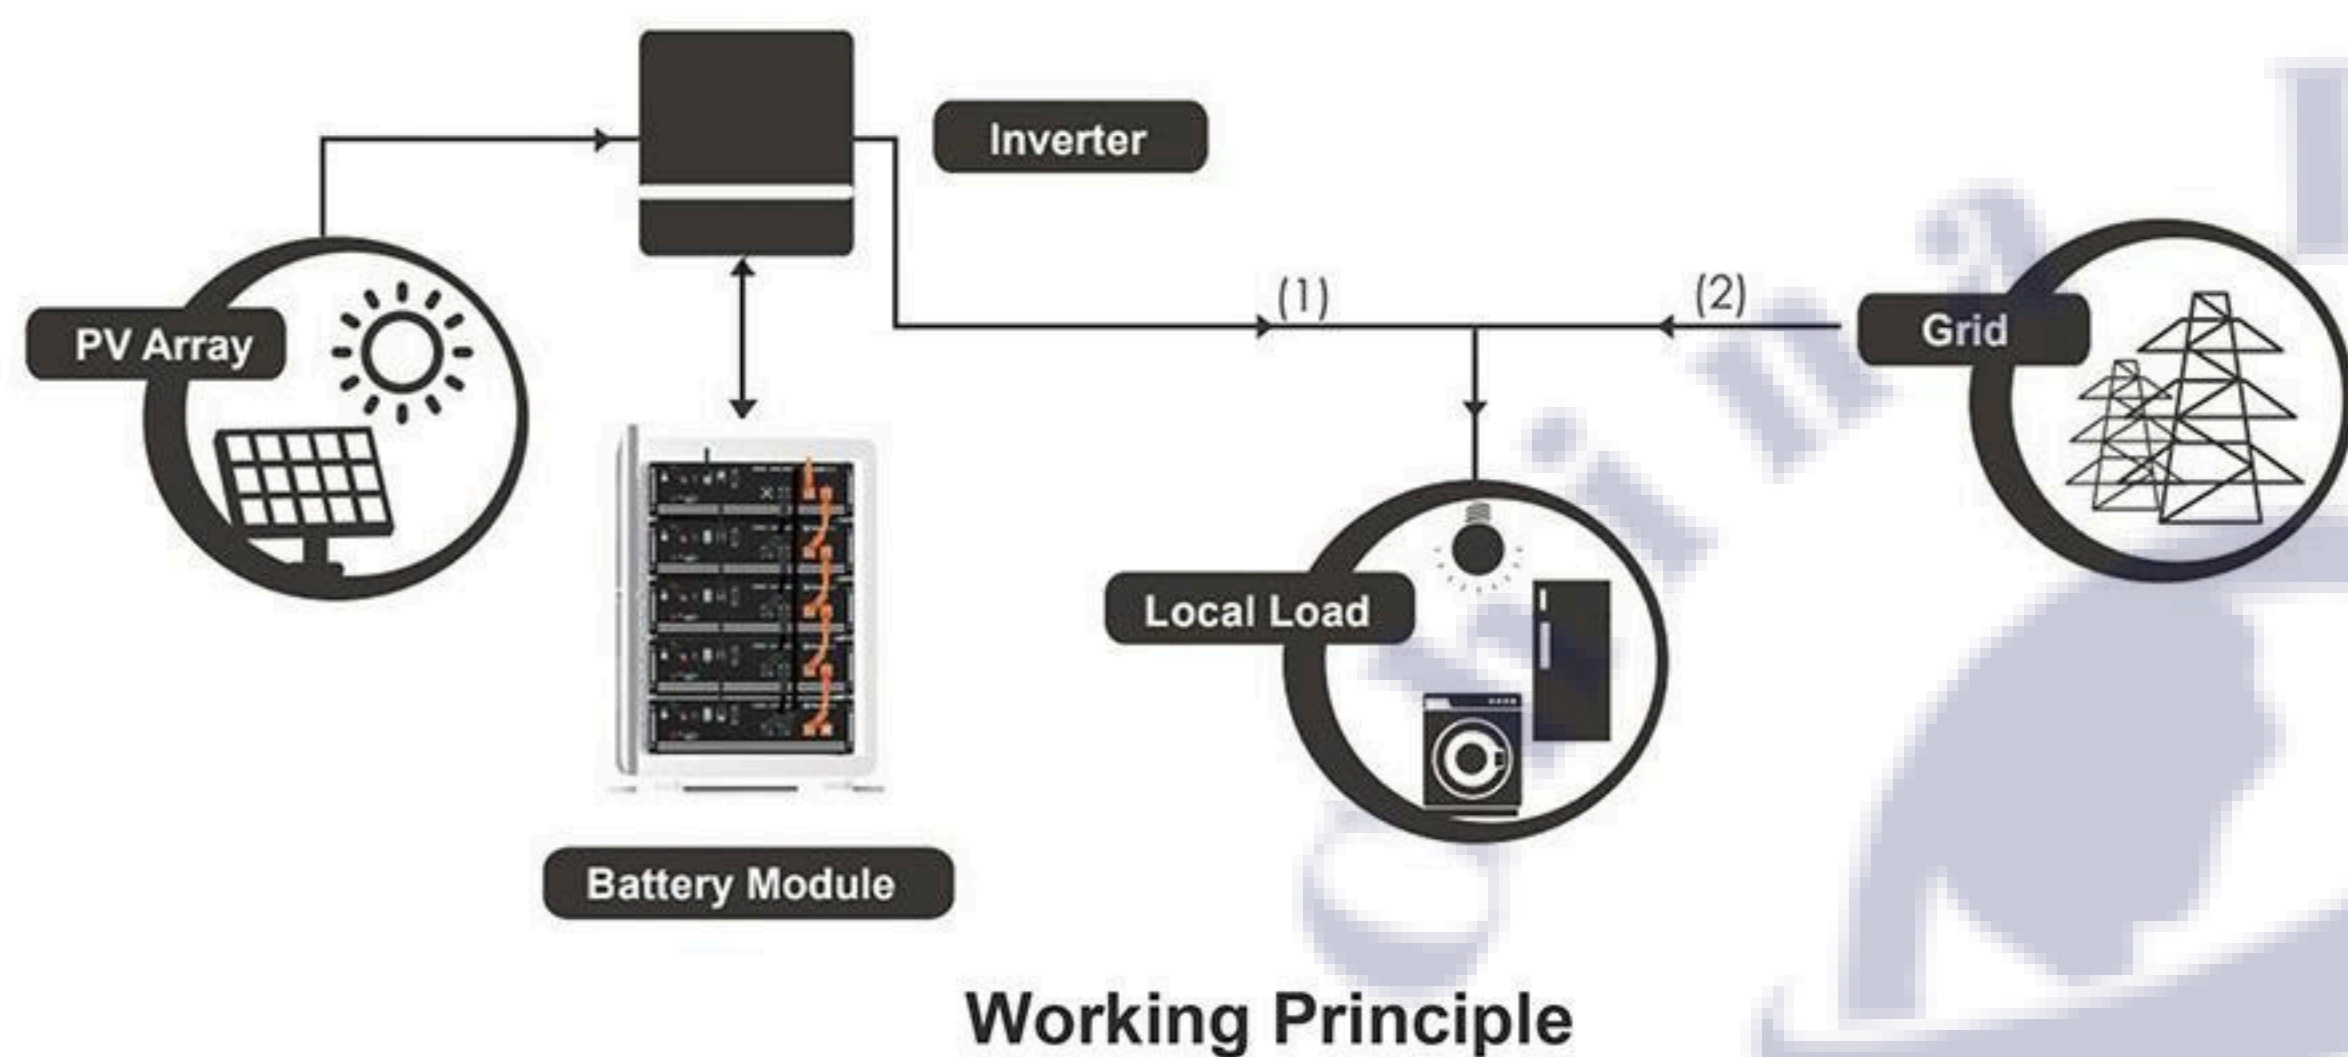 Inverter
(1)
(2)
PV Array
Grid
Local Load
Battery Module
Working Principle